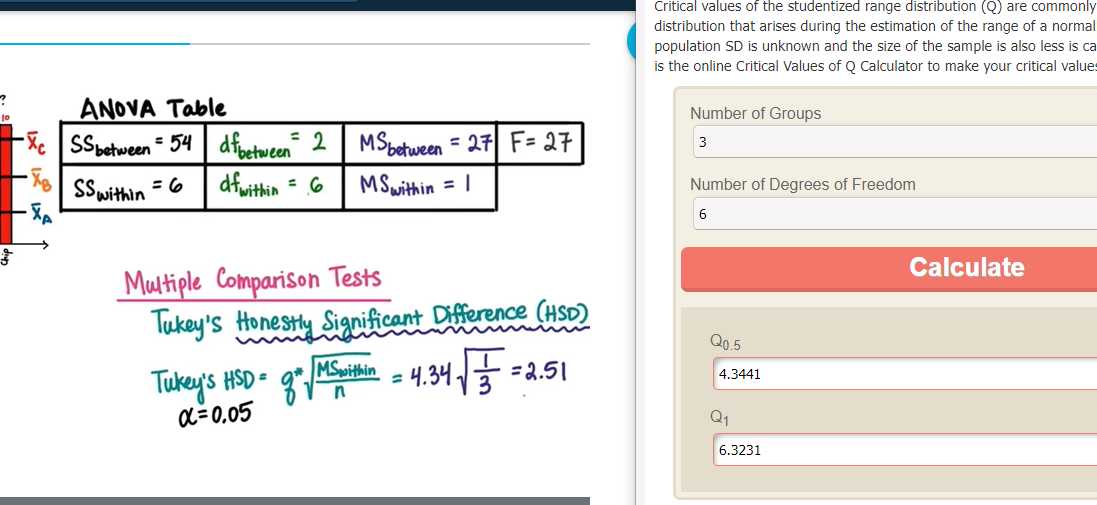 ?
10
X̄C
X̄B
X̄A
Chip
ANOVA Table
SSbetween = 54 dfbetween = 2 MSbetween = 27 F = 27
SSwithin = 6 dfwithin = 6 MSwithin = 1
Multiple Comparison Tests
Tukey's Honestly Significant Difference (HSD)
Tukey's HSD = q* √(MSwithin/n) = 4.34 √(1/3) = 2.51
α = 0.05
Critical values of the studentized range distribution (Q) are commonly
distribution that arises during the estimation of the range of a normal
population SD is unknown and the size of the sample is also less is ca
is the online Critical Values of Q Calculator to make your critical values
Number of Groups
3
Number of Degrees of Freedom
6
Calculate
Q0.5
4.3441
Q1
6.3231